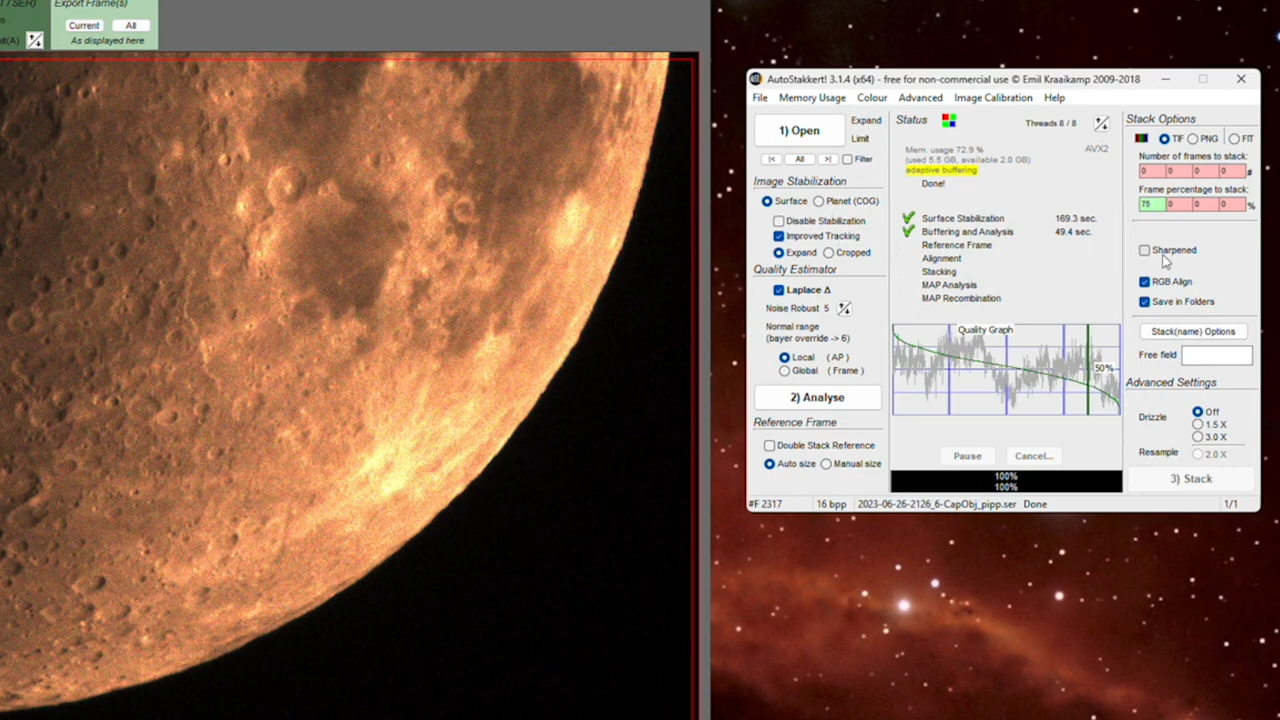 T / SER)
Export Frame(s)
Current All
As displayed here
it(A)
AutoStakkert! 3.1.4 (x64) - free for non-commercial use © Emil Kraaikamp 2009-2018
File Memory Usage Colour Advanced Image Calibration Help
1) Open
Expand
Limit
|< All >| Filter
Image Stabilization
Surface Planet (COG)
Disable Stabilization
Improved Tracking
Expand Cropped
Quality Estimator
Laplace Δ
Noise Robust 5
Normal range
(bayer override -> 6)
Local (AP)
Global (Frame)
2) Analyse
Reference Frame
Double Stack Reference
Auto size Manual size
Status
Threads 8 / 8
Mem. usage 72.9 %
AVX2
(used 5.5 GB, available 2.0 GB)
adaptive buffering
Done!
Surface Stabilization 169.3 sec.
Buffering and Analysis 49.4 sec.
Reference Frame
Alignment
Stacking
MAP Analysis
MAP Recombination
Quality Graph
50%
Pause Cancel...
100%
100%
Stack Options
TIF PNG FIT
Number of frames to stack:
0 0 0 0 #
Frame percentage to stack:
75 0 0 0 %
Sharpened
RGB Align
Save in Folders
Stack(name) Options
Free field
Advanced Settings
Drizzle
Off
1.5 X
3.0 X
Resample 2.0 X
3) Stack
#F 2317 16 bpp 2023-06-26-2126_6-CapObj_pipp.ser Done 1/1